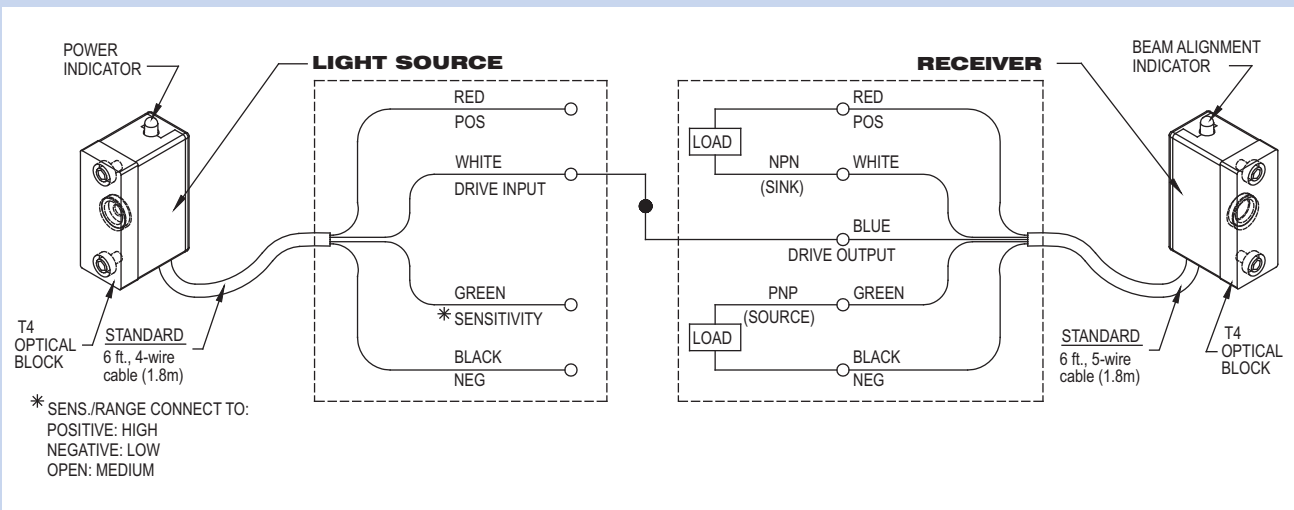 POWER
INDICATOR
LIGHT SOURCE
RED
POS
WHITE
DRIVE INPUT
GREEN
* SENSITIVITY
BLACK
NEG
T4
OPTICAL
BLOCK
STANDARD
6 ft., 4-wire
cable (1.8m)
* SENS./RANGE CONNECT TO:
POSITIVE: HIGH
NEGATIVE: LOW
OPEN: MEDIUM
RECEIVER
BEAM ALIGNMENT
INDICATOR
RED
POS
LOAD
NPN
(SINK)
WHITE
BLUE
DRIVE OUTPUT
PNP
(SOURCE)
GREEN
LOAD
BLACK
NEG
STANDARD
6 ft., 5-wire
cable (1.8m)
T4
OPTICAL
BLOCK